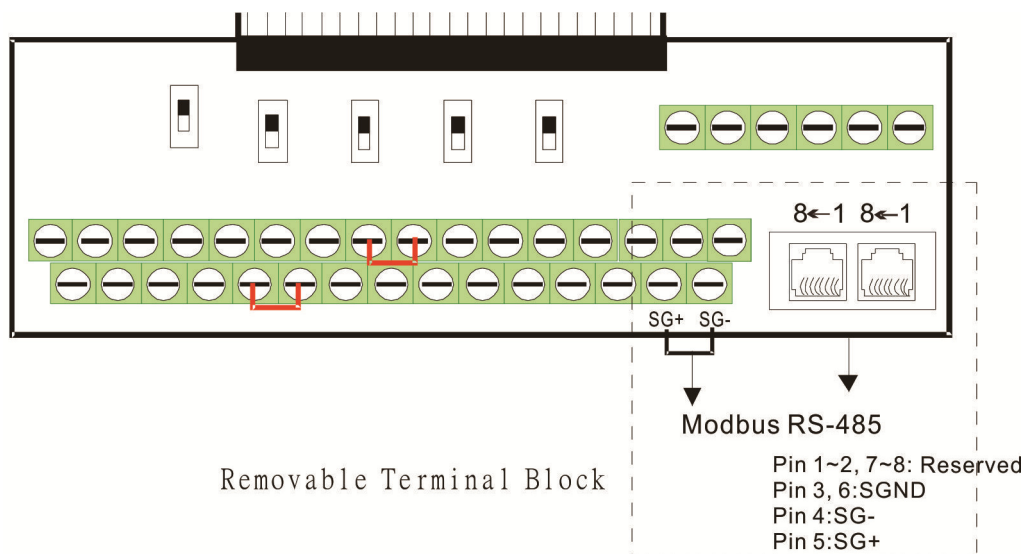 8←1 8←1
SG+ SG-
Modbus RS-485
Pin 1~2, 7~8: Reserved
Pin 3, 6:SGND
Pin 4:SG-
Pin 5:SG+
Removable Terminal Block